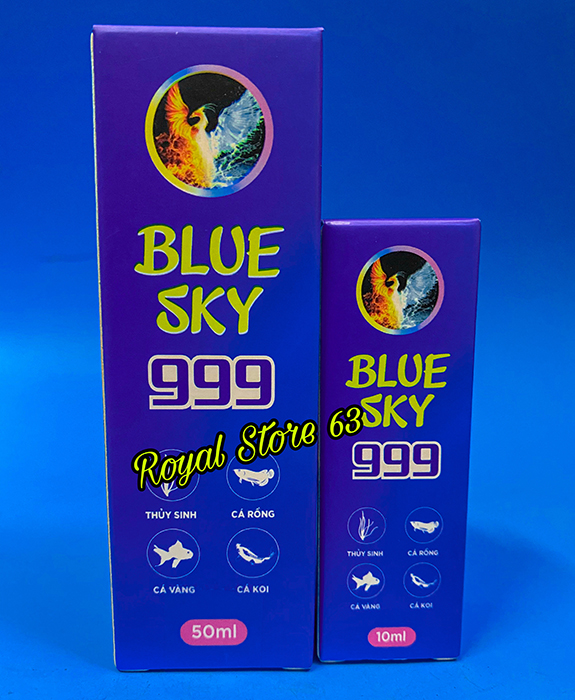 BLUE
SKY
999
Royal Store 63
THỦY SINH
CÁ RỒNG
CÁ VÀNG
CÁ KOI
50ml
BLUE
SKY
999
THỦY SINH
CÁ RỒNG
CÁ VÀNG
CÁ KOI
10ml